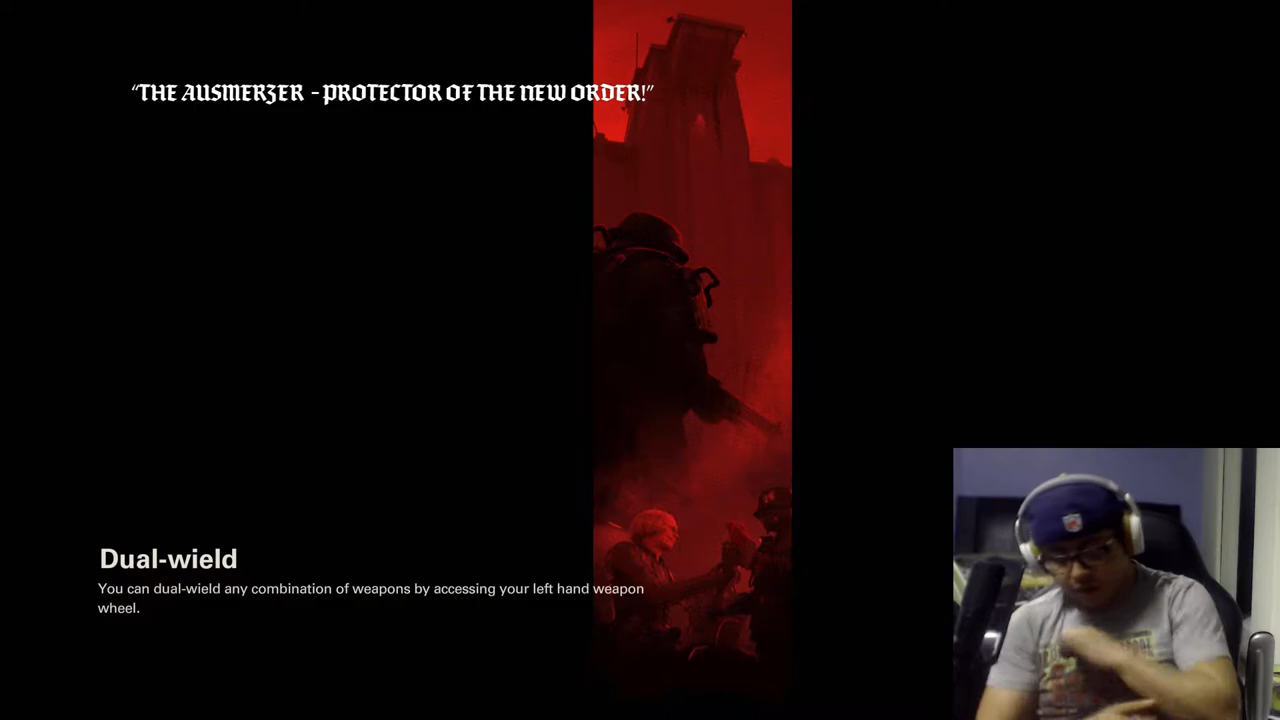 “THE AUSMERZER - PROTECTOR OF THE NEW ORDER!”
Dual-wield
You can dual-wield any combination of weapons by accessing your left hand weapon
wheel.